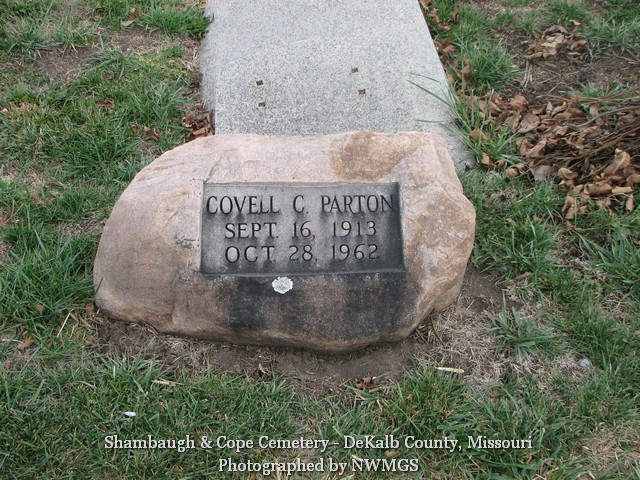 COVELL C. PARTON
SEPT. 16, 1913
OCT. 28, 1962
Shambaugh & Cope Cemetery - DeKalb County, Missouri
Photographed by NWMGS